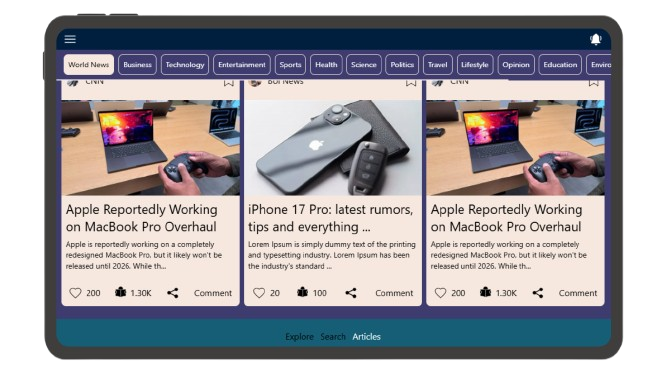 World News Business Technology Entertainment Sports Health Science Politics Travel Lifestyle Opinion Education Enviro
CNN BOI News CNN
Apple Reportedly Working
on MacBook Pro Overhaul
Apple is reportedly working on a completely
redesigned MacBook Pro, but it likely won't be
released until 2026. While th...
200 1.30K Comment
iPhone 17 Pro: latest rumors,
tips and everything ...
Lorem Ipsum is simply dummy text of the printing
and typesetting industry. Lorem Ipsum has been
the industry's standard ...
20 100 Comment
Apple Reportedly Working
on MacBook Pro Overhaul
Apple is reportedly working on a completely
redesigned MacBook Pro, but it likely won't be
released until 2026. While th...
200 1.30K Comment
Explore Search Articles